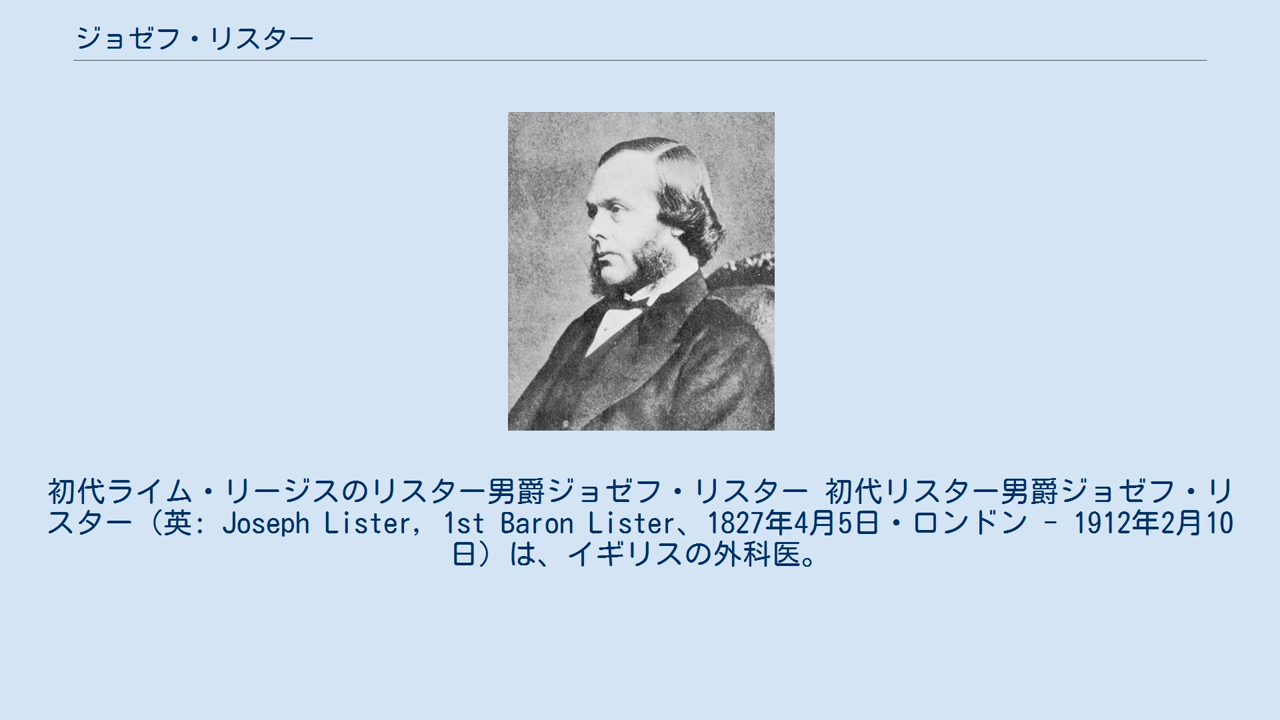 ジョゼフ・リスター
初代ライム・リージスのリスター男爵ジョゼフ・リスター 初代リスター男爵ジョゼフ・リ
スター（英: Joseph Lister, 1st Baron Lister、1827年4月5日・ロンドン - 1912年2月10
日）は、イギリスの外科医。